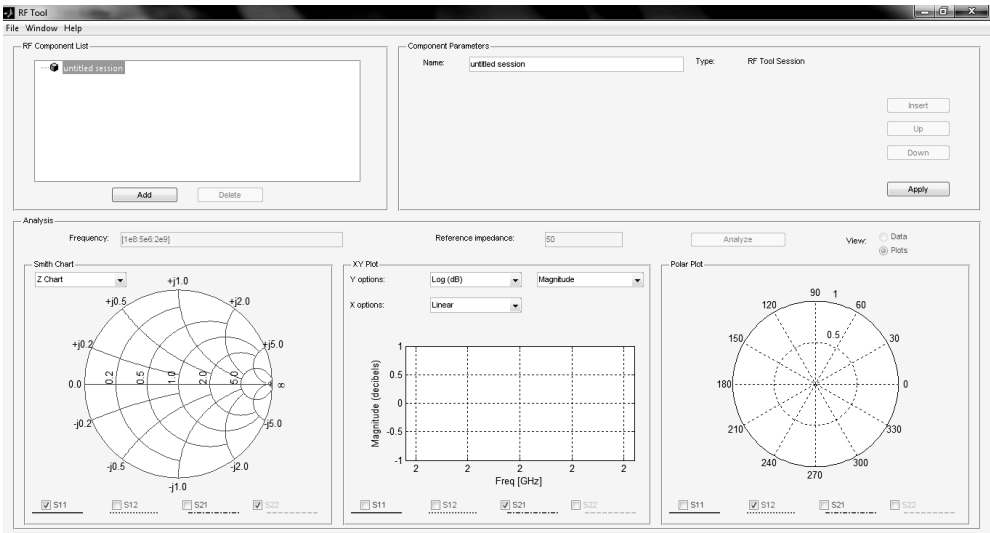 RF Tool
File Window Help
RF Component List
untitled session
Add
Delete
Component Parameters
Name:
untitled session
Type:
RF Tool Session
Insert
Up
Down
Apply
Analysis
Frequency:
[1e8:5e6:2e9]
Reference impedance:
50
Analyze
View:
Data
Plots
Smith Chart
Z Chart
+j1.0
+j0.5
+j2.0
+j0.2
+j5.0
0.0
0.2
0.5
1.0
2.0
5.0
∞
-j0.2
-j5.0
-j0.5
-j2.0
-j1.0
S11
S12
S21
S22
XY Plot
Y options:
Log (dB)
Magnitude
X options:
Linear
Magnitude (decibels)
1
0.5
0
-0.5
-1
2 2 2 2 2
Freq [GHz]
S11
S12
S21
S22
Polar Plot
90
1
120
60
150
0.5
30
180
0
210
330
240
300
270
S11
S12
S21
S22